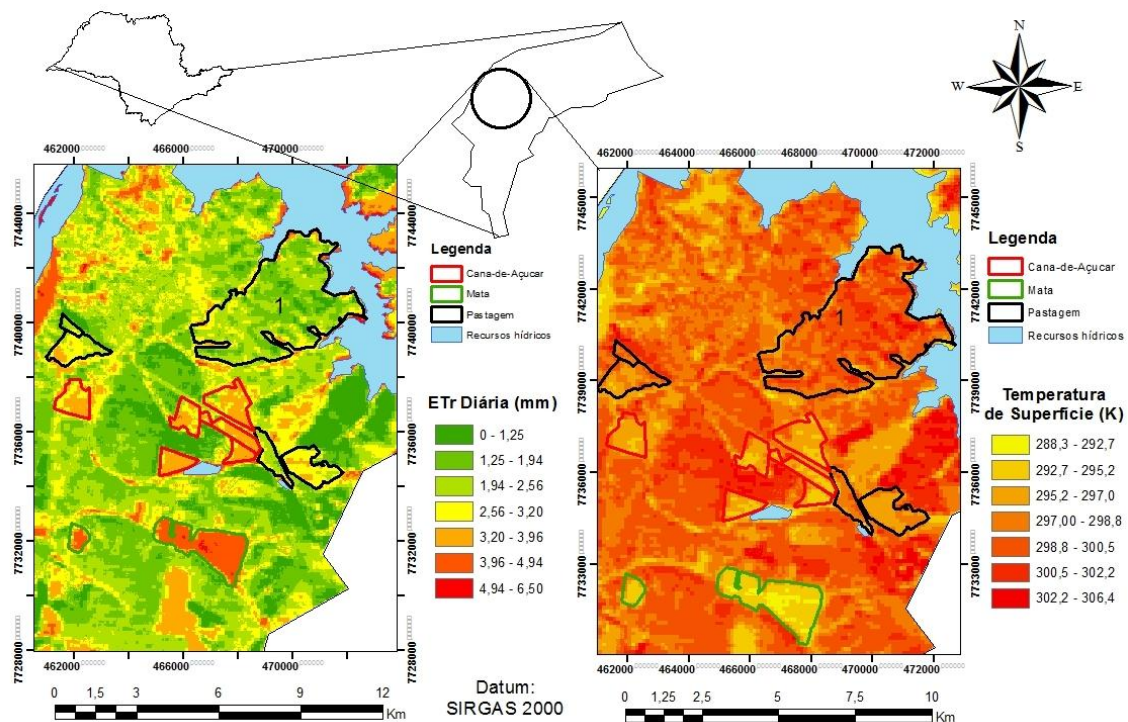 N
W E
S
462000 466000 470000
462000 464000 466000 468000 470000 472000
7744000 7744000
7740000 7740000
7736000 7736000
7732000 7732000
7728000 7728000
1
Legenda
Cana-de-Açucar
Mata
Pastagem
Recursos hídricos
ETr Diária (mm)
0 - 1,25
1,25 - 1,94
1,94 - 2,56
2,56 - 3,20
3,20 - 3,96
3,96 - 4,94
4,94 - 6,50
462000 466000 470000
0 1,5 3 6 9 12
Km
Datum:
SIRGAS 2000
7745000 7745000
7742000 7742000
7739000 7739000
7736000 7736000
7733000 7733000
1
Legenda
Cana-de-Açucar
Mata
Pastagem
Recursos hídricos
Temperatura
de Superfície (K)
288,3 - 292,7
292,7 - 295,2
295,2 - 297,0
297,00 - 298,8
298,8 - 300,5
300,5 - 302,2
302,2 - 306,4
462000 464000 466000 468000 470000 472000
0 1,25 2,5 5 7,5 10
Km